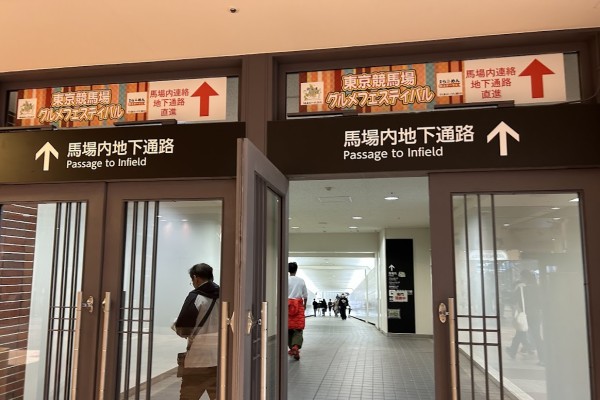 東京競馬場
グルメフェスティバル
馬場内連絡
地下通路
直進
馬場内地下通路
Passage to Infield
東京競馬場
グルメフェスティバル
馬場内連絡
地下通路
直進
馬場内地下通路
Passage to Infield